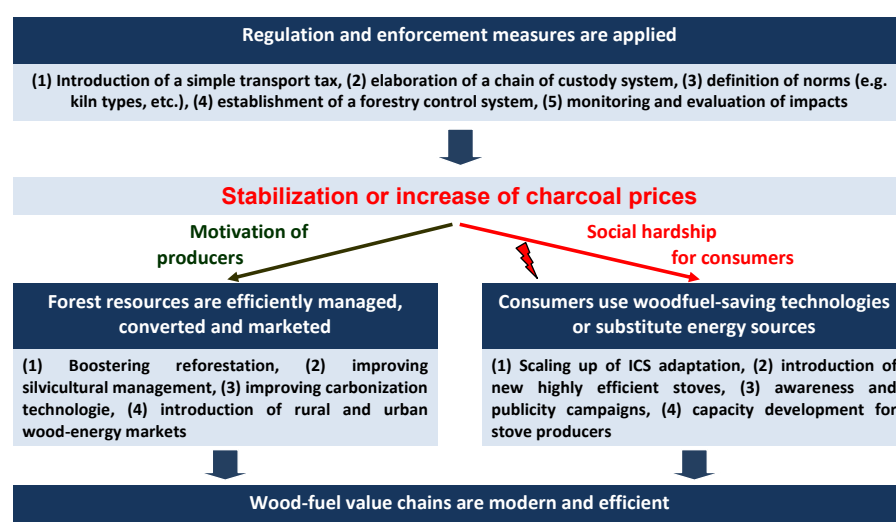 Regulation and enforcement measures are applied
(1) Introduction of a simple transport tax, (2) elaboration of a chain of custody system, (3) definition of norms (e.g.
kiln types, etc.), (4) establishment of a forestry control system, (5) monitoring and evaluation of impacts
Stabilization or increase of charcoal prices
Motivation of
producers
Social hardship
for consumers
Forest resources are efficiently managed,
converted and marketed
(1) Boostering reforestation, (2) improving
silvicultural management, (3) improving carbonization
technologie, (4) introduction of rural and urban
wood-energy markets
Consumers use woodfuel-saving technologies
or substitute energy sources
(1) Scaling up of ICS adaptation, (2) introduction of
new highly efficient stoves, (3) awareness and
publicity campaigns, (4) capacity development for
stove producers
Wood-fuel value chains are modern and efficient